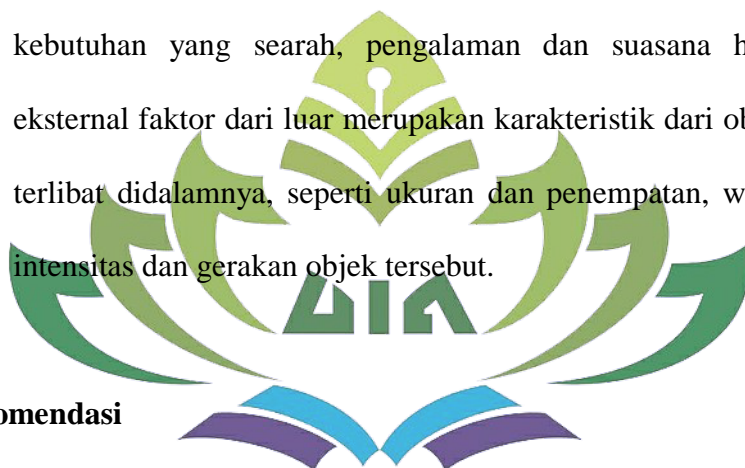 kebutuhan yang searah, pengalaman dan suasana
eksternal faktor dari luar merupakan karakteristik dari
terlibat didalamnya, seperti ukuran dan penempatan,
intensitas dan gerakan objek tersebut.
UIN
omendasi